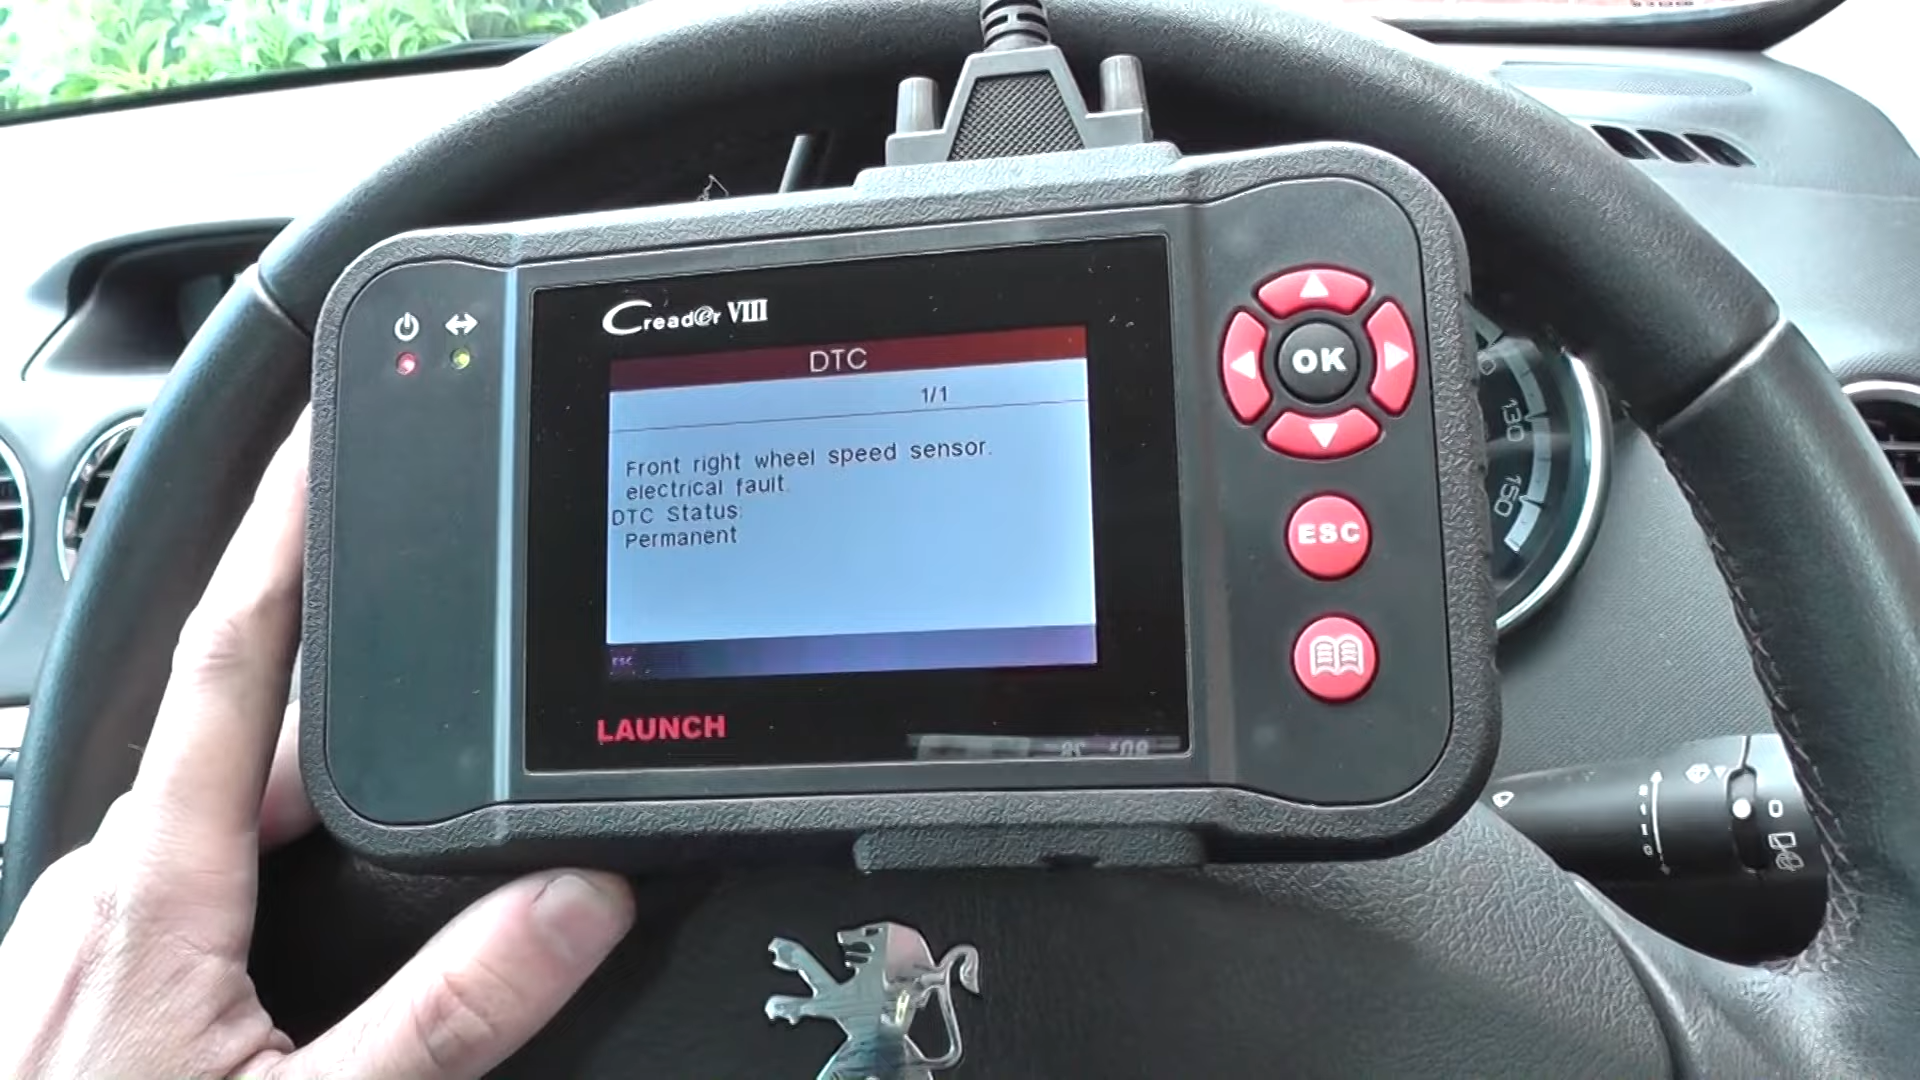 Creader VIII
DTC
1/1
Front right wheel speed sensor.
electrical fault.
DTC Status:
Permanent
ESC
LAUNCH
OK
ESC
130
150